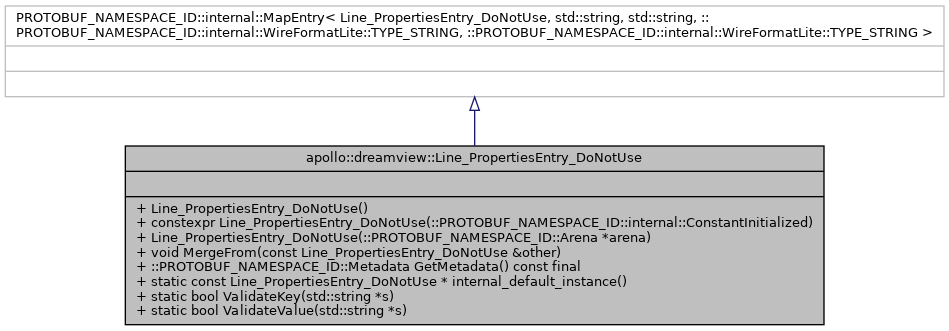 PROTOBUF_NAMESPACE_ID::internal::MapEntry< Line_PropertiesEntry_DoNotUse, std::string, std::string, ::
PROTOBUF_NAMESPACE_ID::internal::WireFormatLite::TYPE_STRING, ::PROTOBUF_NAMESPACE_ID::internal::WireFormatLite::TYPE_STRING >
apollo::dreamview::Line_PropertiesEntry_DoNotUse
+ Line_PropertiesEntry_DoNotUse()
+ constexpr Line_PropertiesEntry_DoNotUse(::PROTOBUF_NAMESPACE_ID::internal::ConstantInitialized)
+ Line_PropertiesEntry_DoNotUse(::PROTOBUF_NAMESPACE_ID::Arena *arena)
+ void MergeFrom(const Line_PropertiesEntry_DoNotUse &other)
+ ::PROTOBUF_NAMESPACE_ID::Metadata GetMetadata() const final
+ static const Line_PropertiesEntry_DoNotUse * internal_default_instance()
+ static bool ValidateKey(std::string *s)
+ static bool ValidateValue(std::string *s)